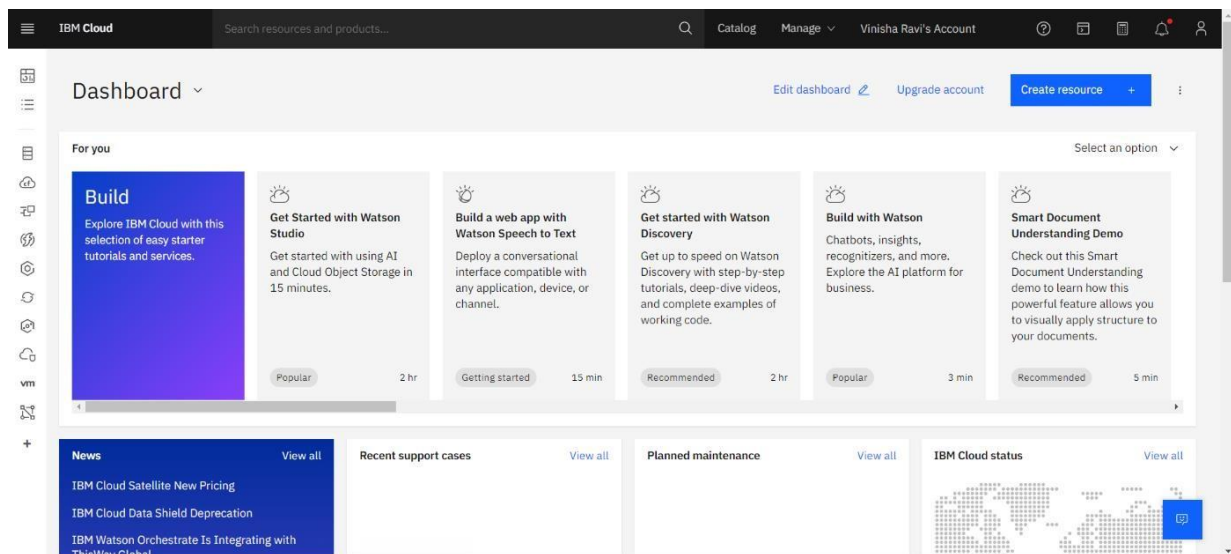 IBM Cloud
Search resources and products...
Catalog
Manage
Vinisha Ravi's Account
Dashboard
Edit dashboard
Upgrade account
Create resource +
For you
Select an option
Build
Explore IBM Cloud with this
selection of easy starter
tutorials and services.
Get Started with Watson
Studio
Get started with using AI
and Cloud Object Storage in
15 minutes.
Popular
2 hr
Build a web app with
Watson Speech to Text
Deploy a conversational
interface compatible with
any application, device, or
channel.
Getting started
15 min
Get started with Watson
Discovery
Get up to speed on Watson
Discovery with step-by-step
tutorials, deep-dive videos,
and complete examples of
working code.
Recommended
2 hr
Build with Watson
Chatbots, insights,
recognizers, and more.
Explore the AI platform for
business.
Popular
3 min
Smart Document
Understanding Demo
Check out this Smart
Document Understanding
demo to learn how this
powerful feature allows you
to visually apply structure to
your documents.
Recommended
5 min
vm
News
View all
IBM Cloud Satellite New Pricing
IBM Cloud Data Shield Deprecation
IBM Watson Orchestrate Is Integrating with
ThisWay Global
Recent support cases
View all
Planned maintenance
View all
IBM Cloud status
View all